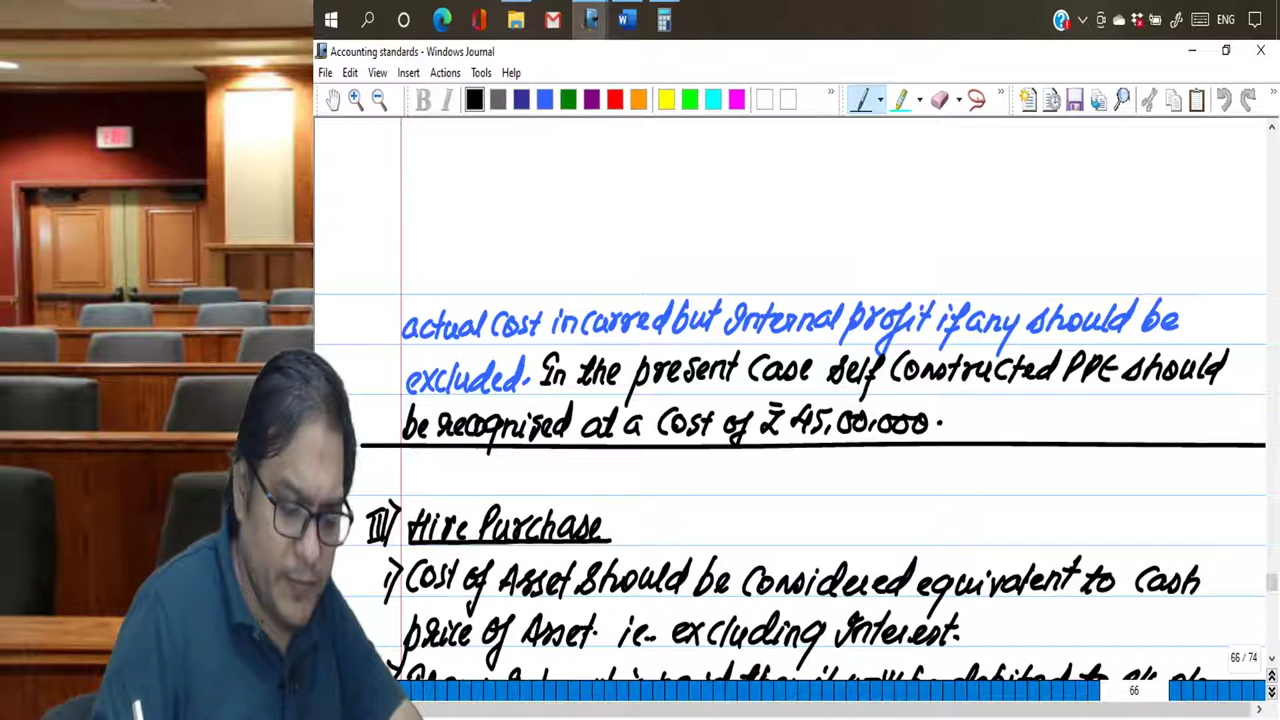 ENG
Accounting standards - Windows Journal
File Edit View Insert Actions Tools Help
B I
actual cost incurred but Internal profit if any should be
excluded. In the present case self constructed PPE should
be recognised at a cost of ₹ 45,00,000.
III) Hire Purchase
i) Cost of Asset should be considered equivalent to cash
price of Asset. ie. excluding Interest.
66 / 74
66